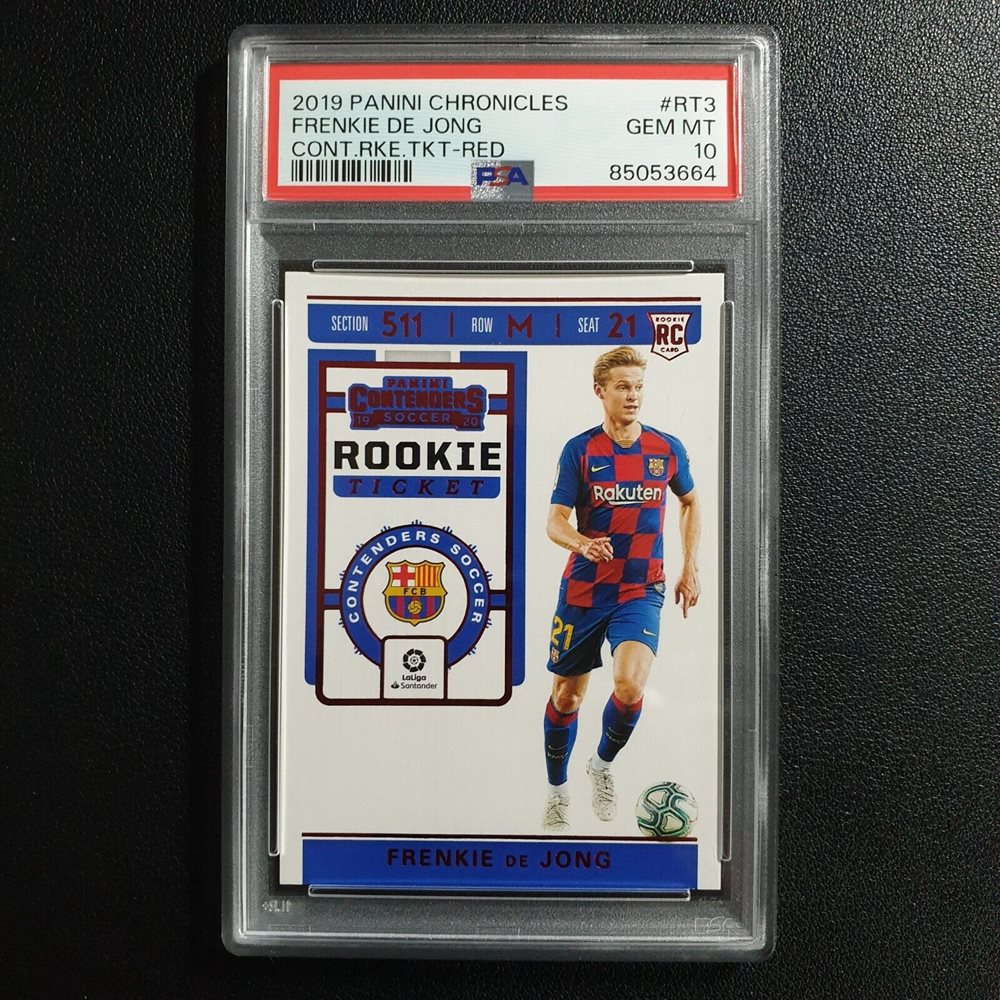 2019 PANINI CHRONICLES #RT3
FRENKIE DE JONG GEM MT
CONT.RKE.TKT-RED 10
PSA 85053664
SECTION 511 ROW M SEAT 21
ROOKIE
RC
CARD
PANINI
CONTENDERS
19 SOCCER 20
ROOKIE
TICKET
CONTENDERS SOCCER
FCB
LaLiga
Santander
Rakuten
21
FRENKIE DE JONG